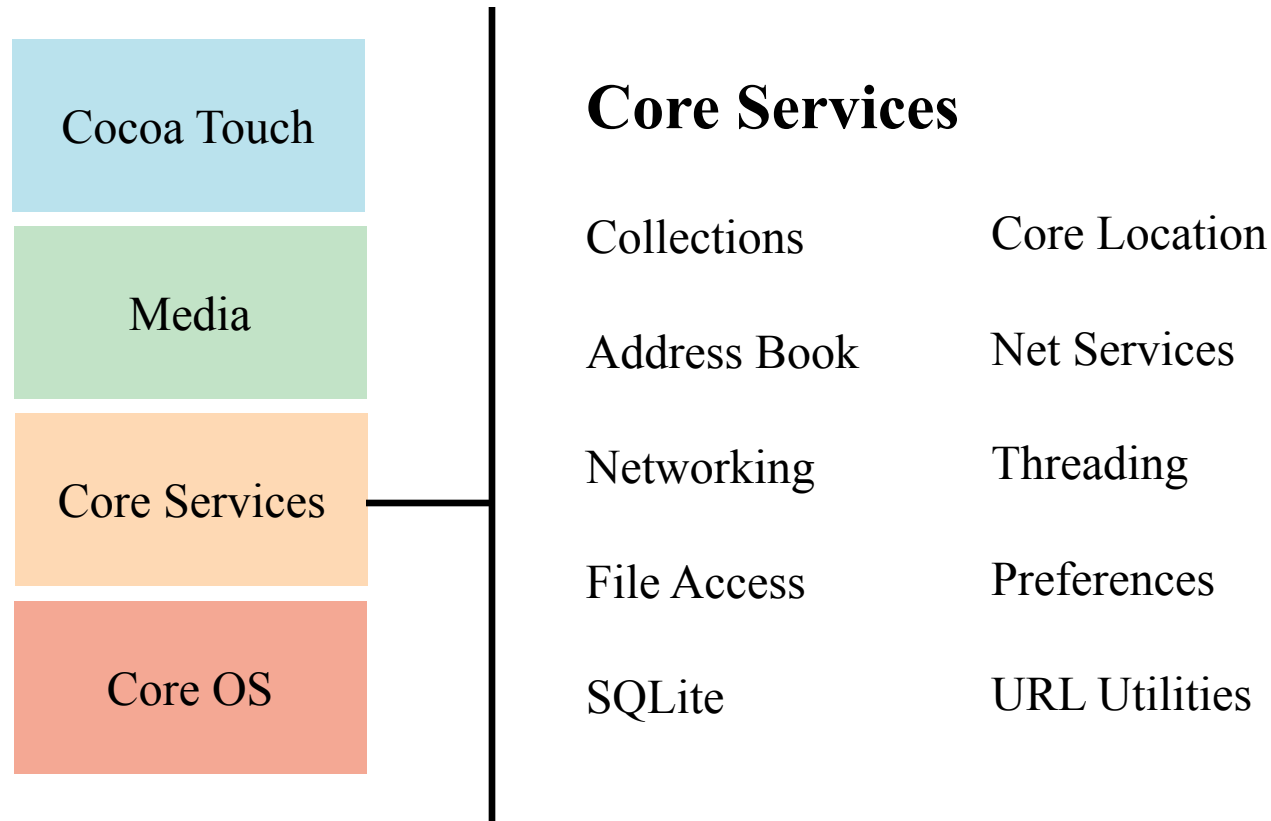 Cocoa Touch
Media
Core Services
Core OS
Core Services
Collections
Core Location
Address Book
Net Services
Networking
Threading
File Access
Preferences
SQLite
URL Utilities